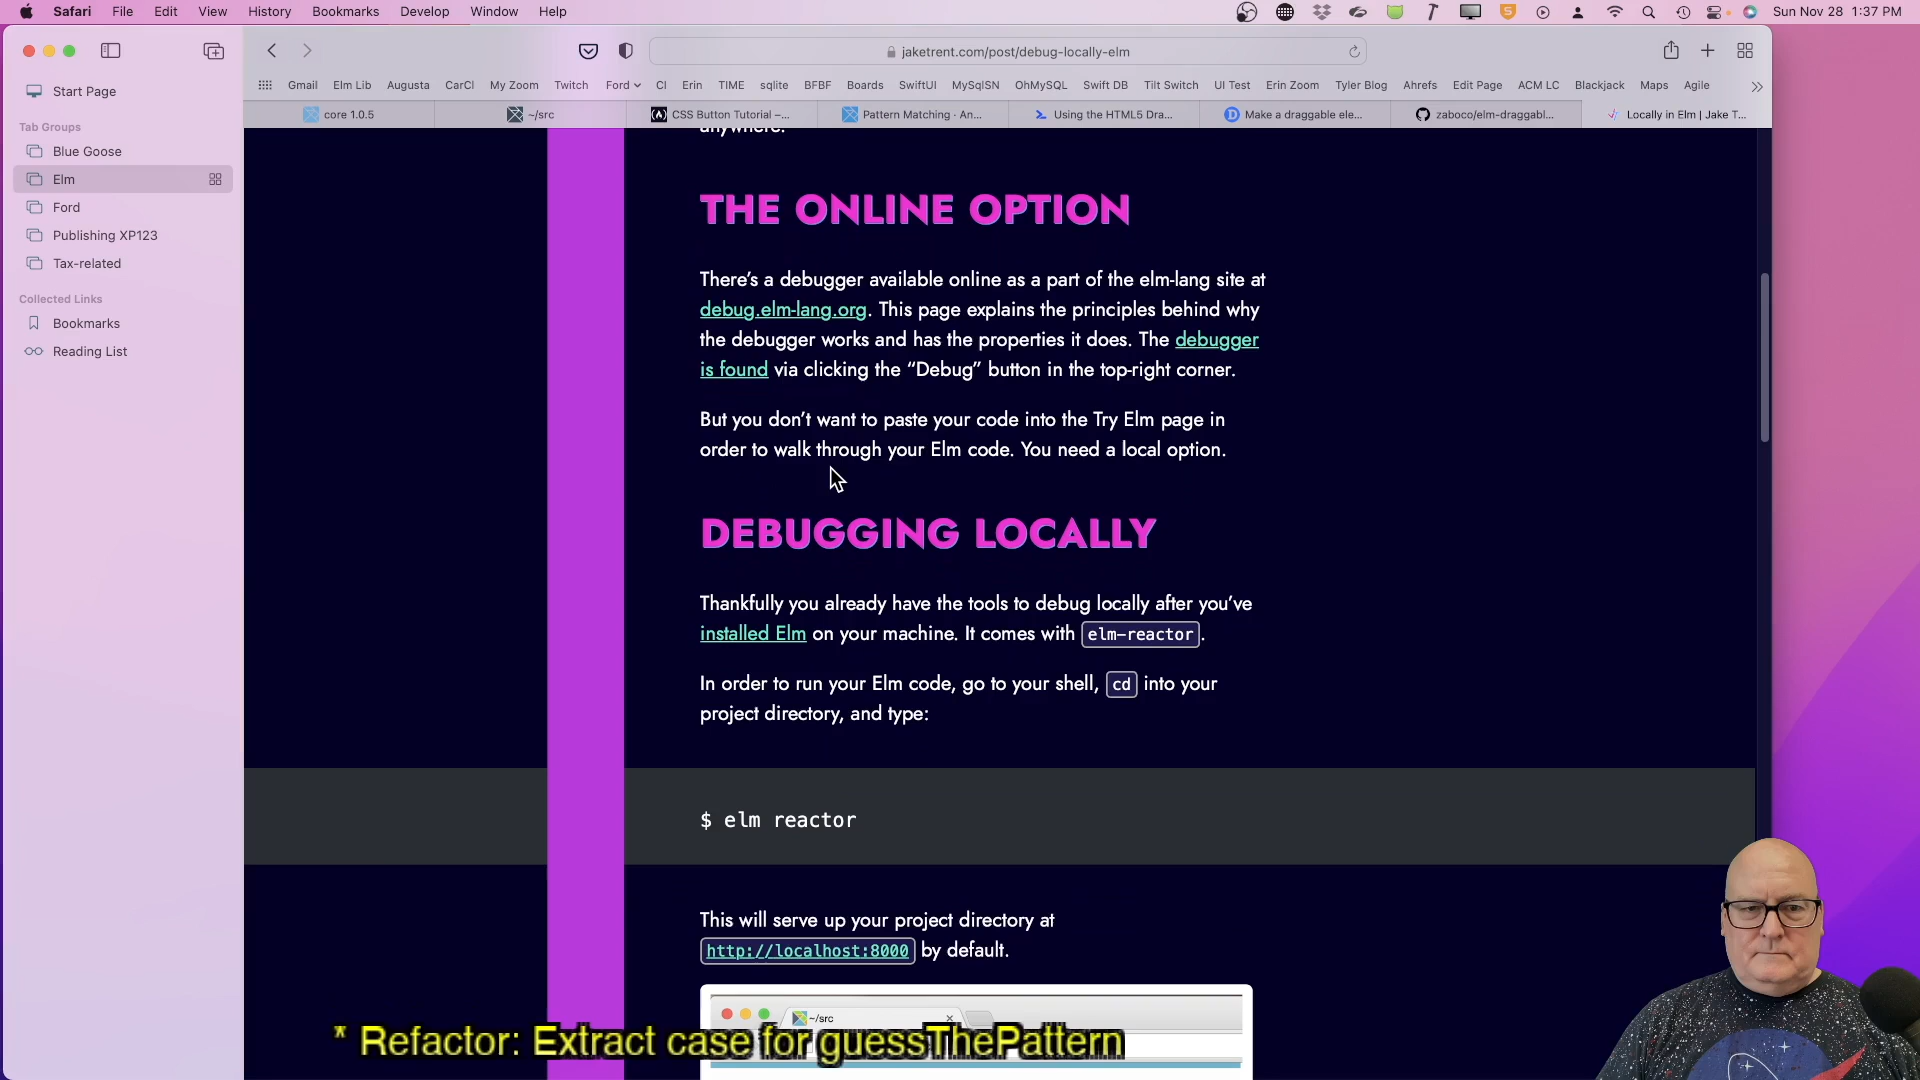 Safari File Edit View History Bookmarks Develop Window Help
Sun Nov 28 1:37 PM
jaketrent.com/post/debug-locally-elm
Gmail Elm Lib Augusta CarCl My Zoom Twitch Ford CI Erin TIME sqlite BFBF Boards SwiftUI MySqlSN OhMySQL Swift DB Tilt Switch UI Test Erin Zoom Tyler Blog Ahrefs Edit Page ACM LC Blackjack Maps Agile
core 1.0.5 ~/src CSS Button Tutorial –... Pattern Matching · An... Using the HTML5 Dra... Make a draggable ele... zaboco/elm-draggabl... Locally in Elm | Jake T...
Start Page
Tab Groups
Blue Goose
Elm
Ford
Publishing XP123
Tax-related
Collected Links
Bookmarks
Reading List
anywhere.
THE ONLINE OPTION
There's a debugger available online as a part of the elm-lang site at
debug.elm-lang.org. This page explains the principles behind why
the debugger works and has the properties it does. The debugger
is found via clicking the “Debug” button in the top-right corner.
But you don't want to paste your code into the Try Elm page in
order to walk through your Elm code. You need a local option.
DEBUGGING LOCALLY
Thankfully you already have the tools to debug locally after you've
installed Elm on your machine. It comes with elm-reactor.
In order to run your Elm code, go to your shell, cd into your
project directory, and type:
$ elm reactor
This will serve up your project directory at
http://localhost:8000 by default.
~/src
* Refactor: Extract case for guessThePattern